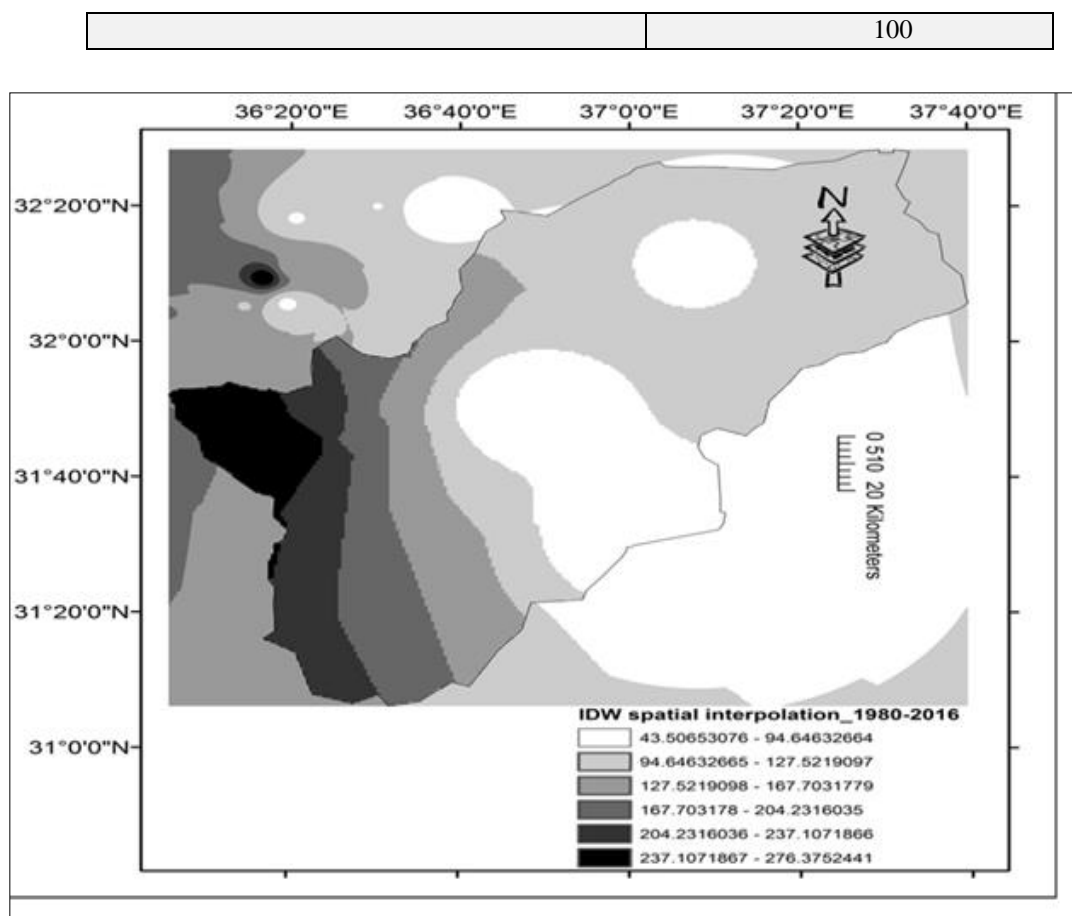 100
36°20'0"E 36°40'0"E 37°0'0"E 37°20'0"E 37°40'0"E
32°20'0"N
N
32°0'0"N
0 510 20 Kilometers
31°40'0"N
31°20'0"N
31°0'0"N
IDW spatial interpolation_1980-2016
43.50653076 - 94.64632664
94.64632665 - 127.5219097
127.5219098 - 167.7031779
167.703178 - 204.2316035
204.2316036 - 237.1071866
237.1071867 - 276.3752441